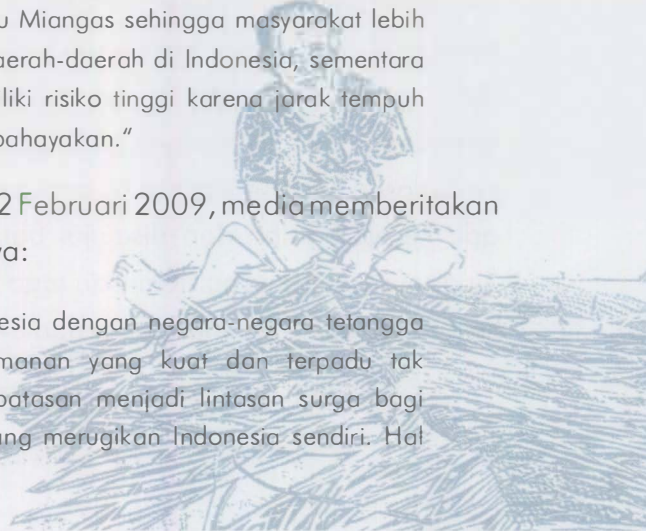 u Miangas sehingga masyarakat lebih
aerah-daerah di Indonesia, sementara
liki risiko tinggi karena jarak tempuh
bahayakan."
2 Februari 2009, media memberitakan
a:
esia dengan negara-negara tetangga
manan yang kuat dan terpadu tak
batasan menjadi lintasan surga bagi
ang merugikan Indonesia sendiri. Hal